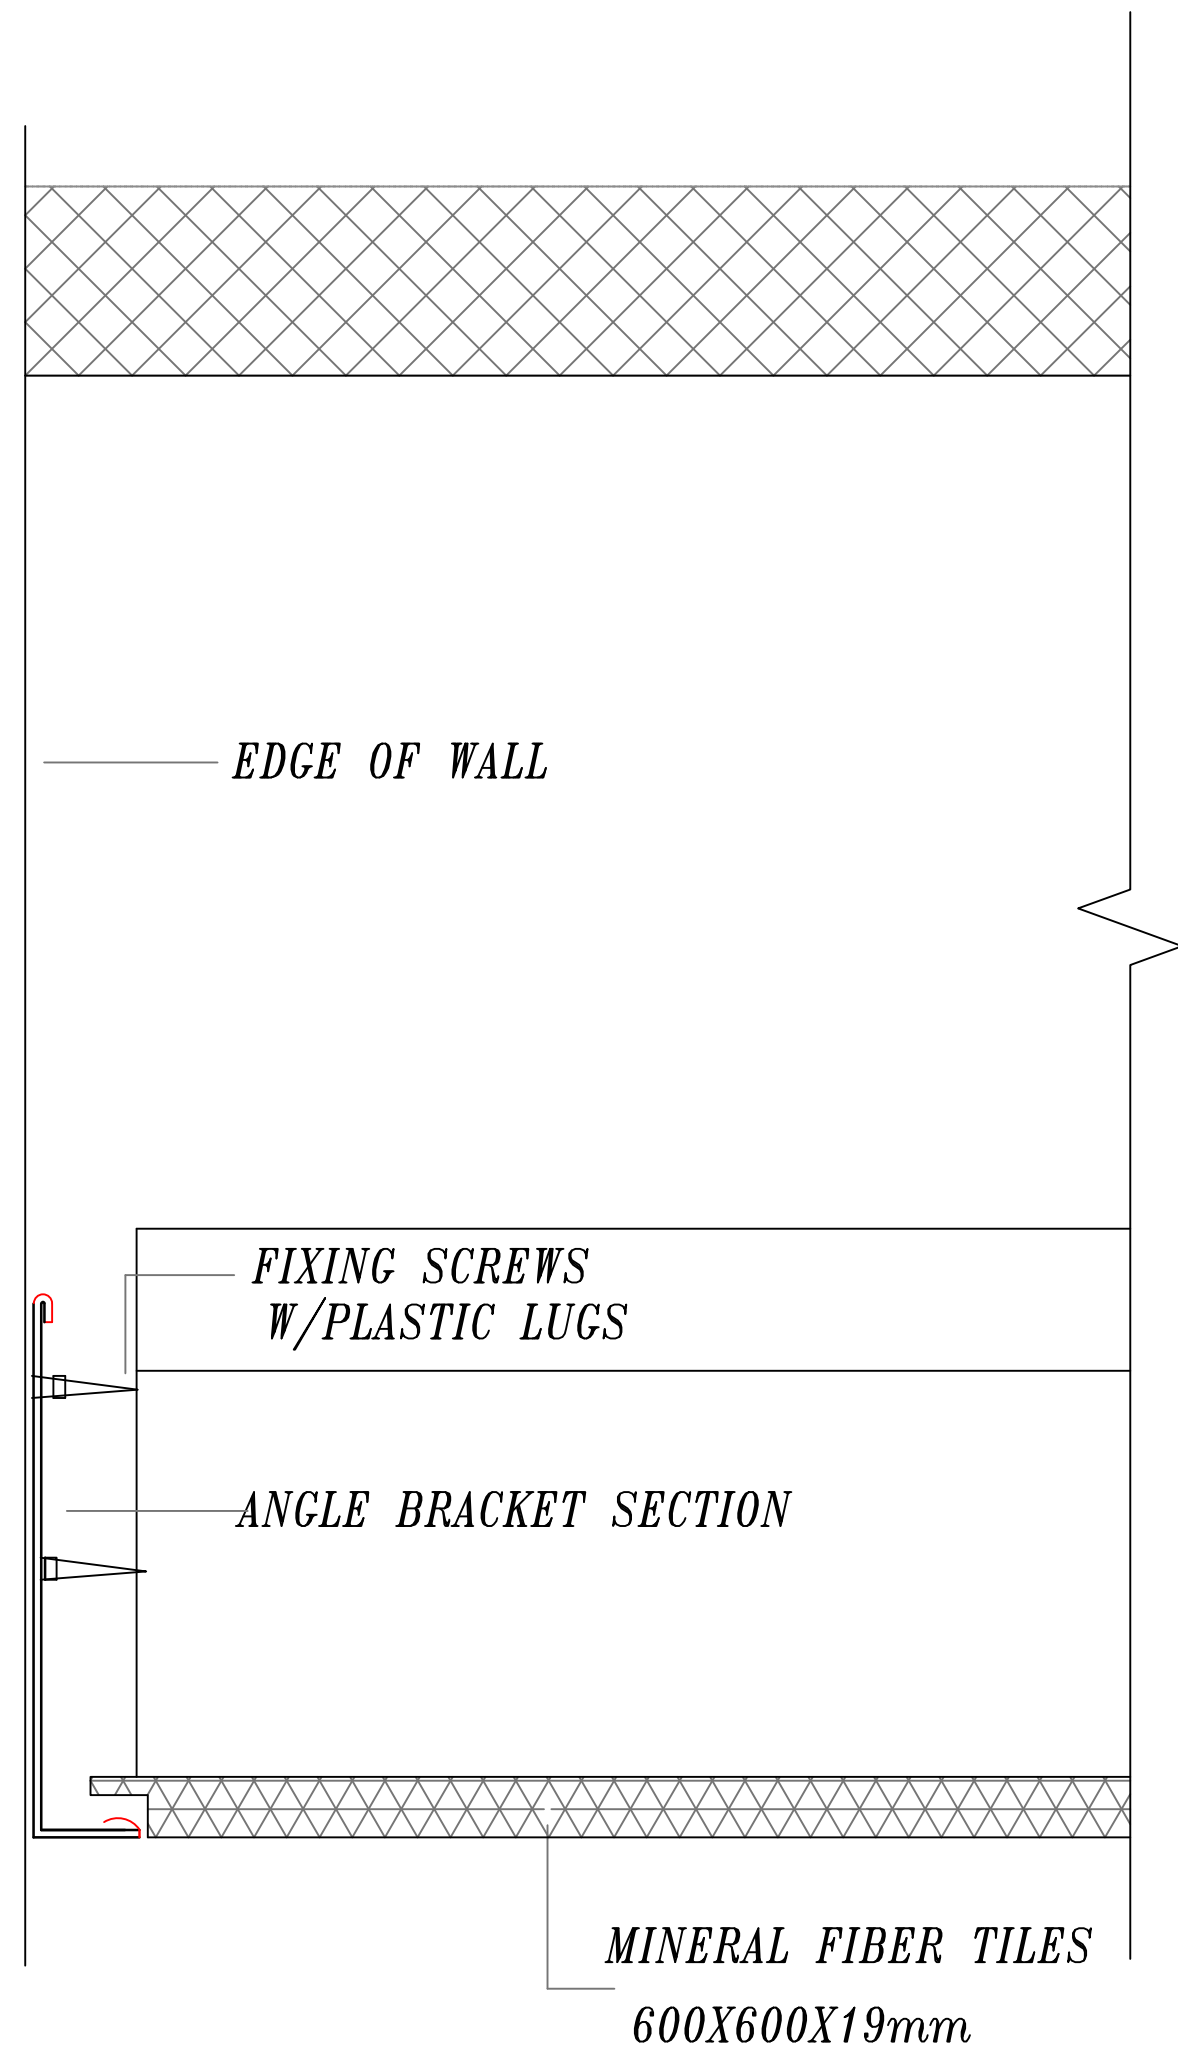 EDGE OF WALL
FIXING SCREWS
W/PLASTIC LUGS
ANGLE BRACKET SECTION
MINERAL FIBER TILES
600X600X19mm